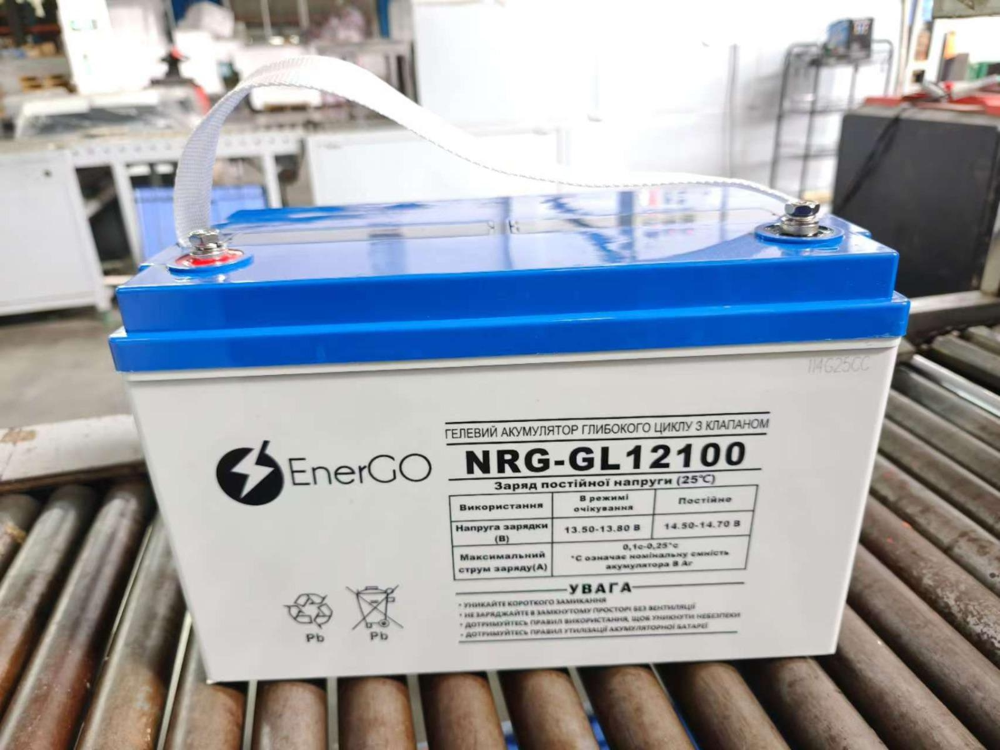 114G25CC
EnerGO
ГЕЛЕВИЙ АКУМУЛЯТОР ГЛИБОКОГО ЦИКЛУ З КЛАПАНОМ
NRG-GL12100
Заряд постійної напруги (25℃)
Використання
В режимі
очікування
Постійне
Напруга зарядки
(В)
13.50-13.80 В
14.50-14.70 В
Максимальний
струм заряду(А)
0,1с-0,25*с
*С означає номінальну ємність
акумулятора В Аг
УВАГА
• УНИКАЙТЕ КОРОТКОГО ЗАМИКАННЯ
• НЕ ЗАРЯДЖАЙТЕ В ЗАМКНУТОМУ ПРОСТОРІ БЕЗ ВЕНТИЛЯЦІЇ
• ДОТРИМУЙТЕСЬ ПРАВИЛ ВИКОРИСТАННЯ, ЩОБ УНИКНУТИ НЕБЕЗПЕКИ
• ДОТРИМУЙТЕСЬ ПРАВИЛ УТИЛІЗАЦІЇ АКУМУЛЯТОРНОЇ БАТАРЕЇ
Pb
Pb